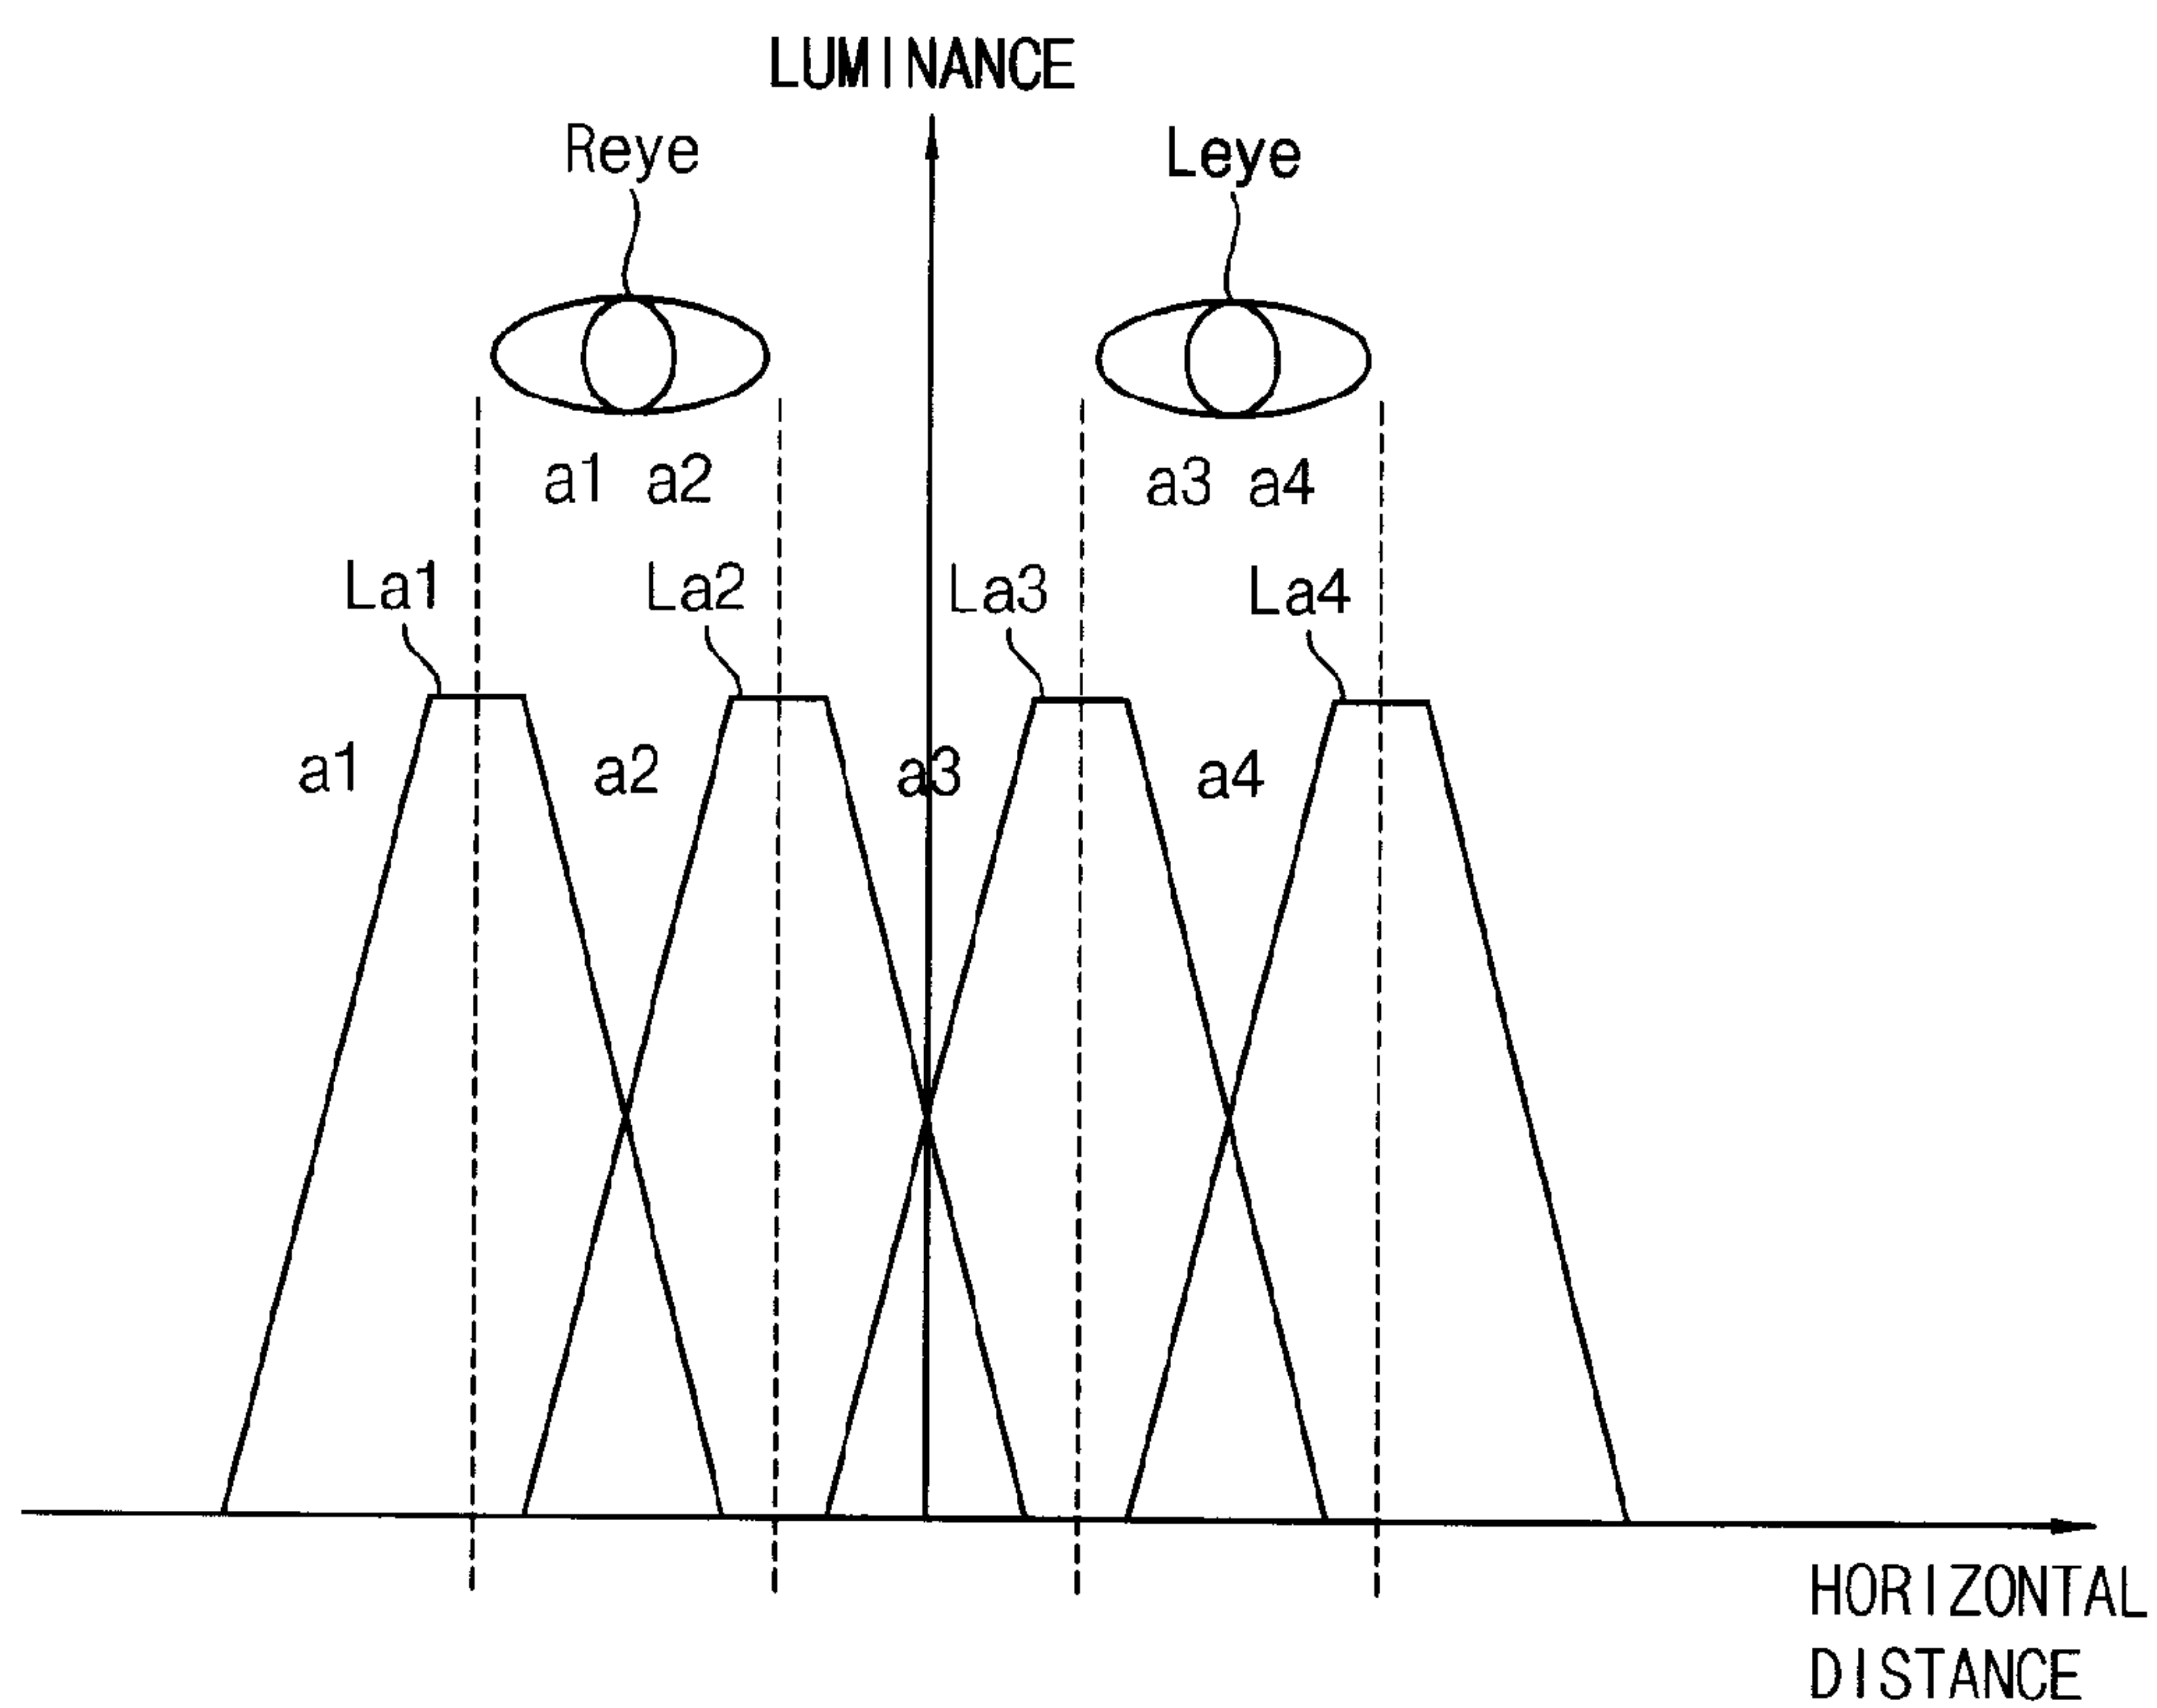 LUMINANCE
Reye
Leye
a1 a2
a3 a4
La1
La2
La3
La4
a1
a2
a3
a4
HORIZONTAL
DISTANCE